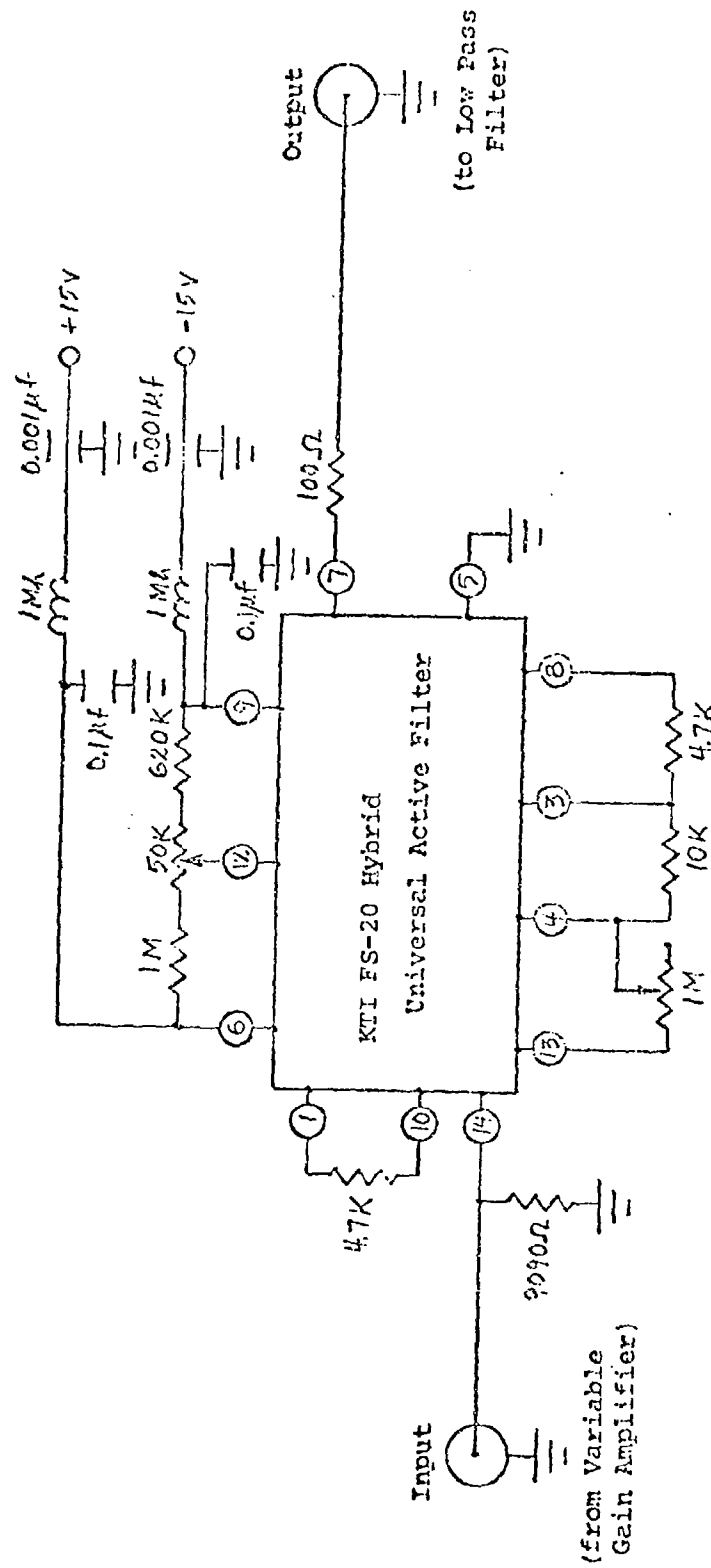 0.001µf
+15V
1Mh
0.1µf
0.001µf
-15V
1Mh
0.1µf
1M
50K
620K
6
12
9
KTI FS-20 Hybrid
Universal Active Filter
1
10
14
4.7K
7
100Ω
Output
(to Low Pass
Filter)
5
13
4
3
8
1M
10K
4.7K
Input
9090Ω
(from Variable
Gain Amplifier)